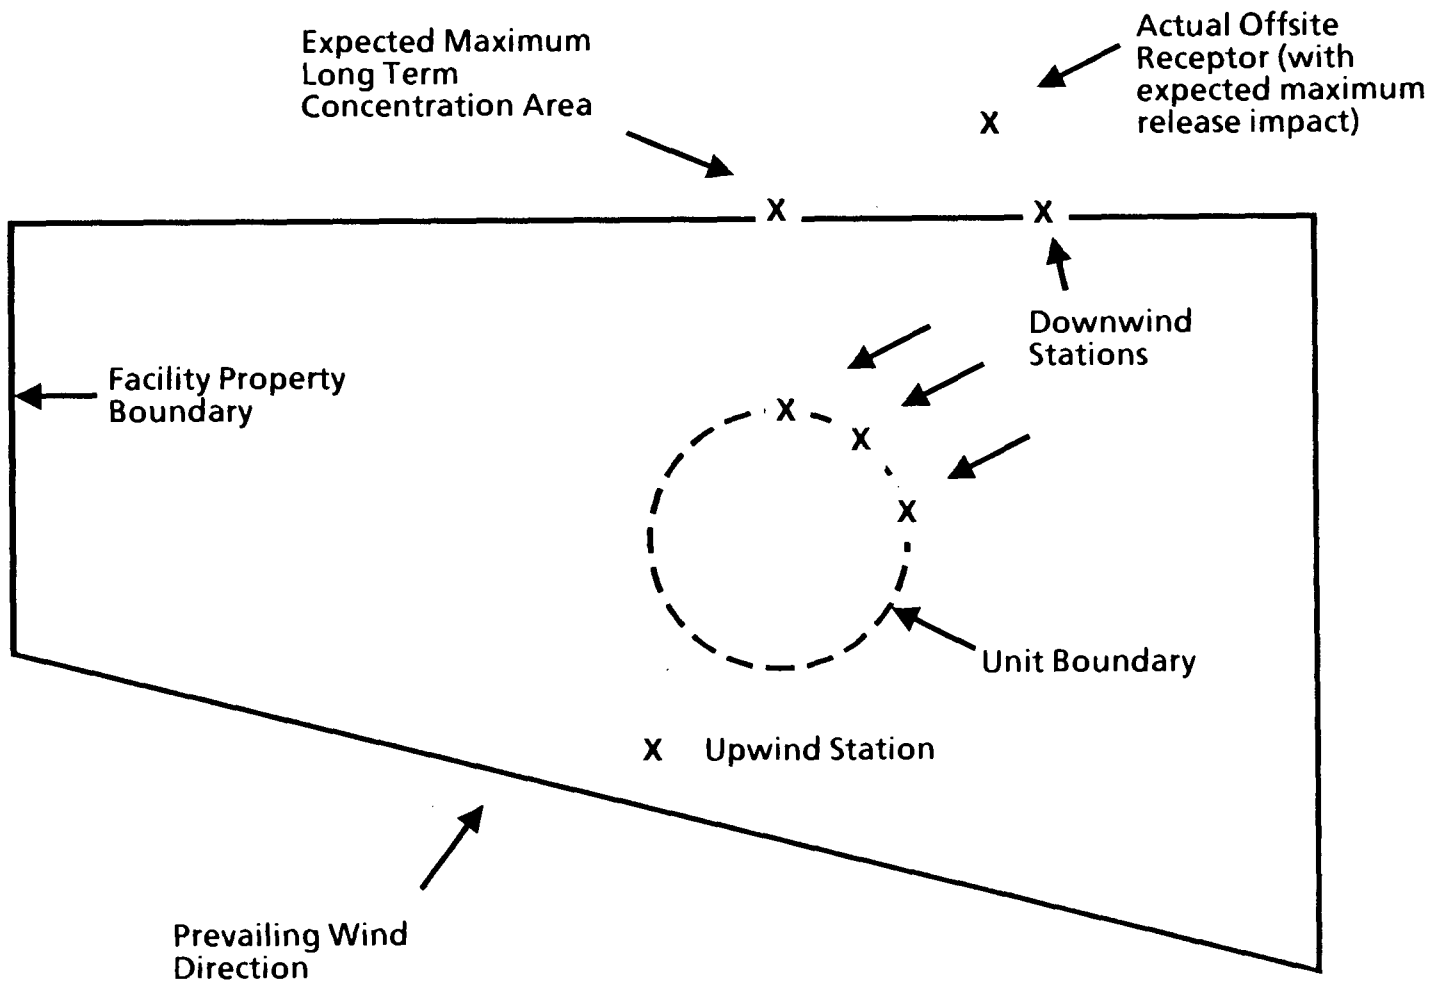 Expected Maximum
Long Term
Concentration Area
Actual Offsite
Receptor (with
expected maximum
release impact)
X
X
X
Downwind
Stations
Facility Property
Boundary
X
X
X
Unit Boundary
X Upwind Station
Prevailing Wind
Direction